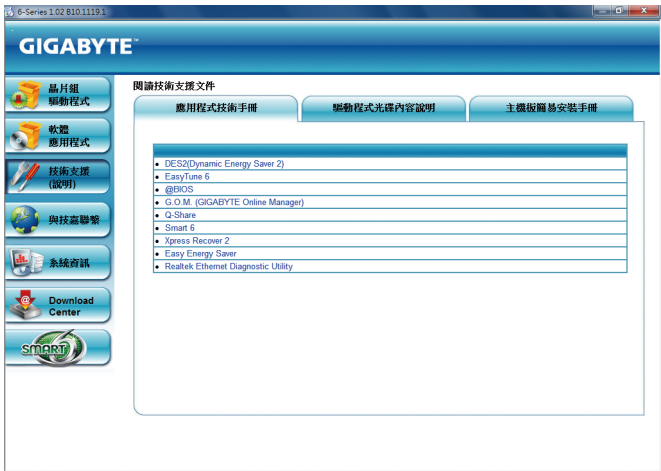 6-Series 1.02 B10.1119.1
GIGABYTE™
晶片組
驅動程式
軟體
應用程式
技術支援
(說明)
與技嘉聯繫
系統資訊
Download
Center
SMART 6
閱讀技術支援文件
應用程式技術手冊
驅動程式光碟內容說明
主機板簡易安裝手冊
• DES2(Dynamic Energy Saver 2)
• EasyTune 6
• @BIOS
• G.O.M. (GIGABYTE Online Manager)
• Q-Share
• Smart 6
• Xpress Recover 2
• Easy Energy Saver
• Realtek Ethernet Diagnostic Utility